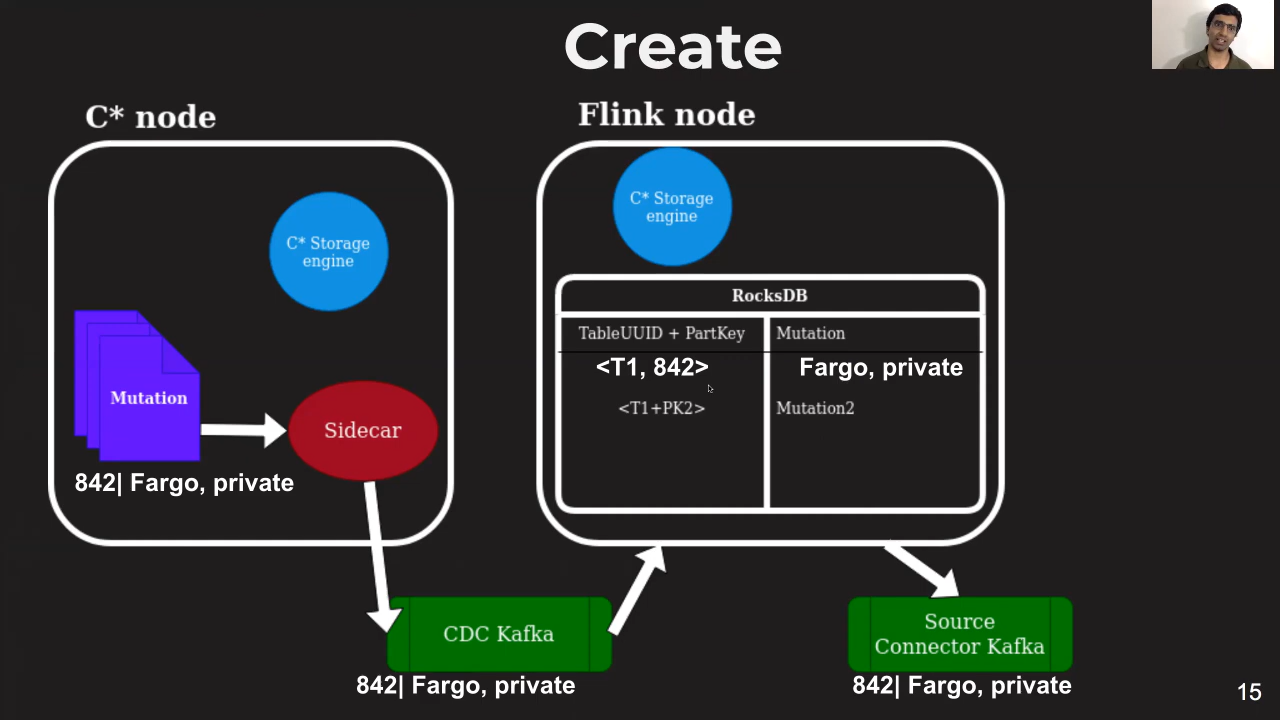 Create
C* node
Flink node
C* Storage
engine
C* Storage
engine
RocksDB
TableUUID + PartKey
Mutation
<T1, 842>
Fargo, private
<T1+PK2>
Mutation2
Mutation
Sidecar
842| Fargo, private
CDC Kafka
842| Fargo, private
Source
Connector Kafka
842| Fargo, private
15